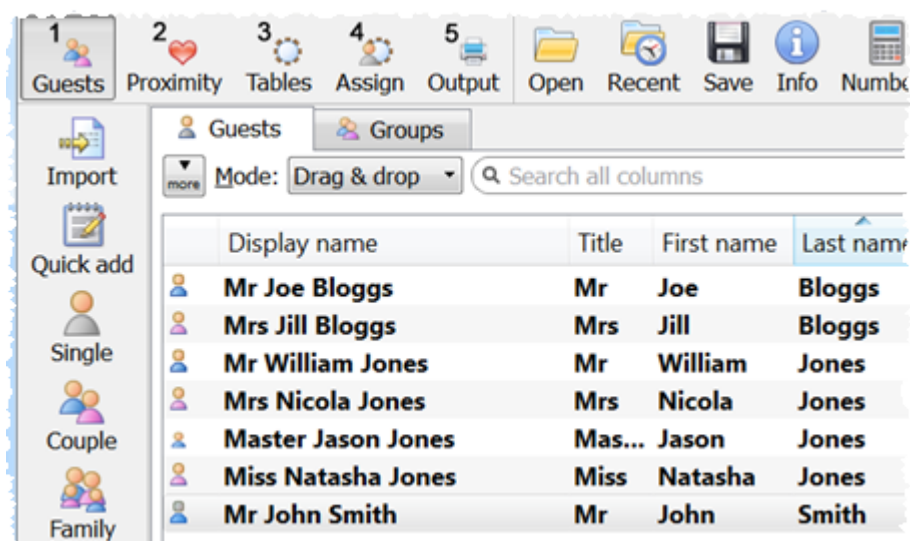 1 2 3 4 5
Guests Proximity Tables Assign Output Open Recent Save Info
Import
Quick add
Single
Couple
Family
Guests Groups
more Mode: Drag & drop Search all columns
Display name Title First name Last name
Mr Joe Bloggs Mr Joe Bloggs
Mrs Jill Bloggs Mrs Jill Bloggs
Mr William Jones Mr William Jones
Mrs Nicola Jones Mrs Nicola Jones
Master Jason Jones Mas... Jason Jones
Miss Natasha Jones Miss Natasha Jones
Mr John Smith Mr John Smith